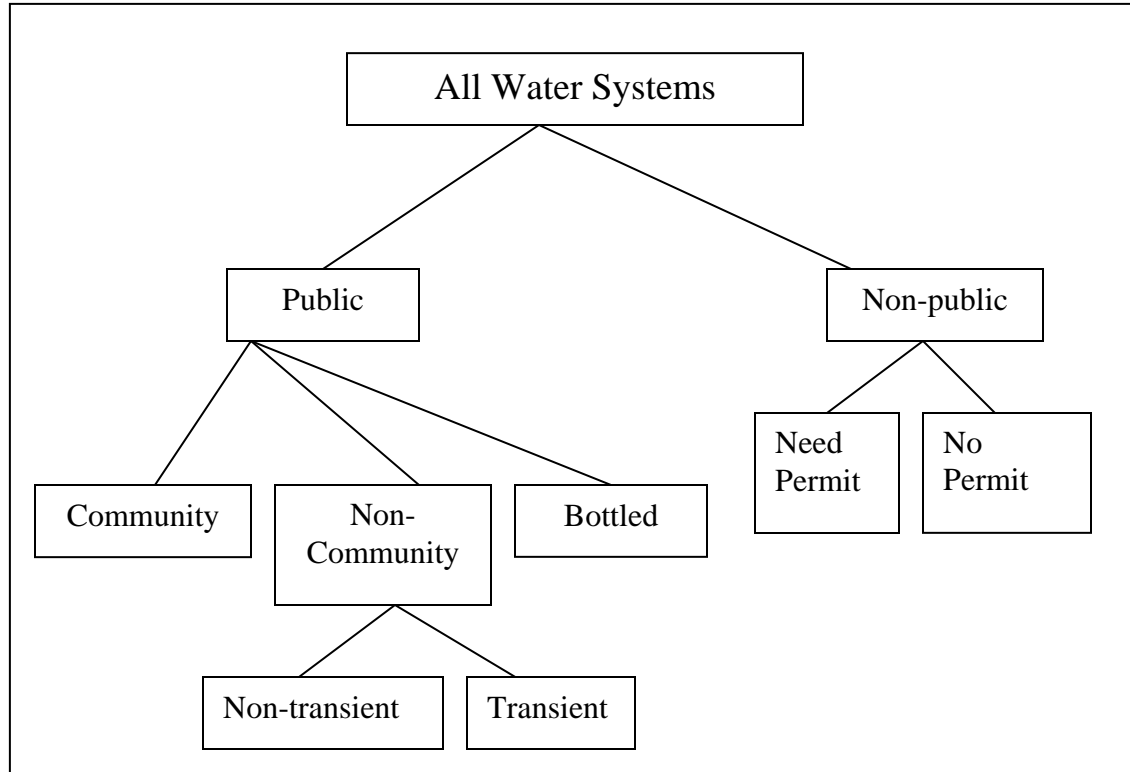 All Water Systems
Public
Non-public
Need
Permit
No
Permit
Community
Non-
Community
Bottled
Non-transient
Transient